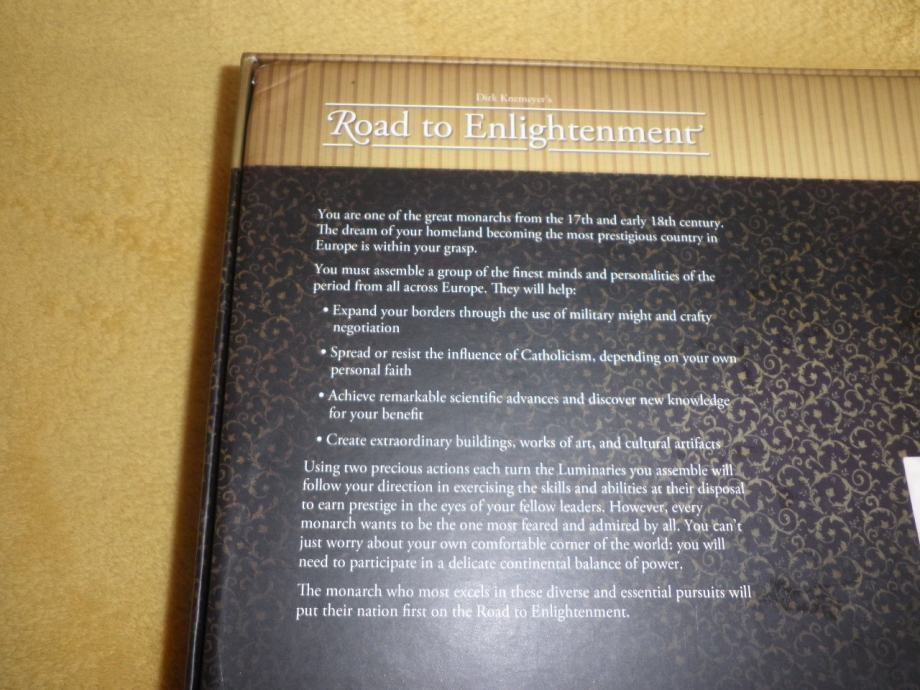 Dirk Knemeyer's
Road to Enlightenment
You are one of the great monarchs from the 17th and early 18th century.
The dream of your homeland becoming the most prestigious country in
Europe is within your grasp.
You must assemble a group of the finest minds and personalities of the
period from all across Europe. They will help:
• Expand your borders through the use of military might and crafty
negotiation
• Spread or resist the influence of Catholicism, depending on your own
personal faith
• Achieve remarkable scientific advances and discover new knowledge
for your benefit
• Create extraordinary buildings, works of art, and cultural artifacts
Using two precious actions each turn the Luminaries you assemble will
follow your direction in exercising the skills and abilities at their disposal
to earn prestige in the eyes of your fellow leaders. However, every
monarch wants to be the one most feared and admired by all. You can't
just worry about your own comfortable corner of the world: you will
need to participate in a delicate continental balance of power.
The monarch who most excels in these diverse and essential pursuits will
put their nation first on the Road to Enlightenment.